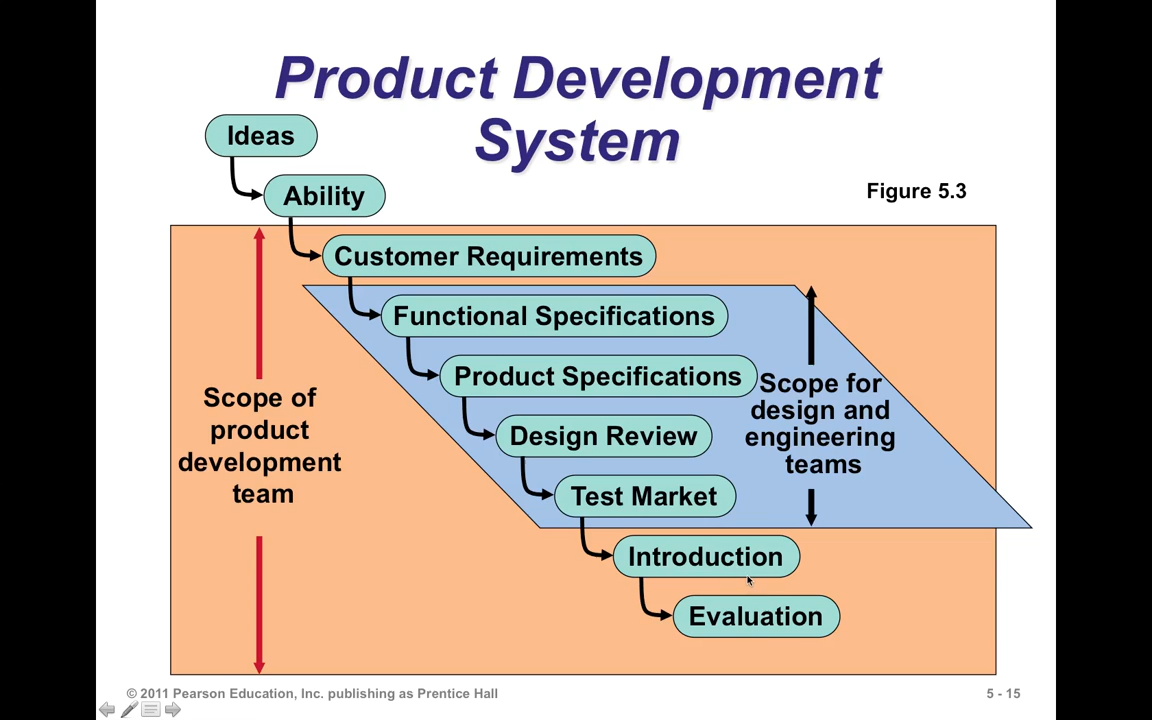 Product Development
System
Ideas
Ability
Figure 5.3
Customer Requirements
Functional Specifications
Product Specifications
Design Review
Test Market
Introduction
Evaluation
Scope of
product
development
team
Scope for
design and
engineering
teams
© 2011 Pearson Education, Inc. publishing as Prentice Hall
5 - 15